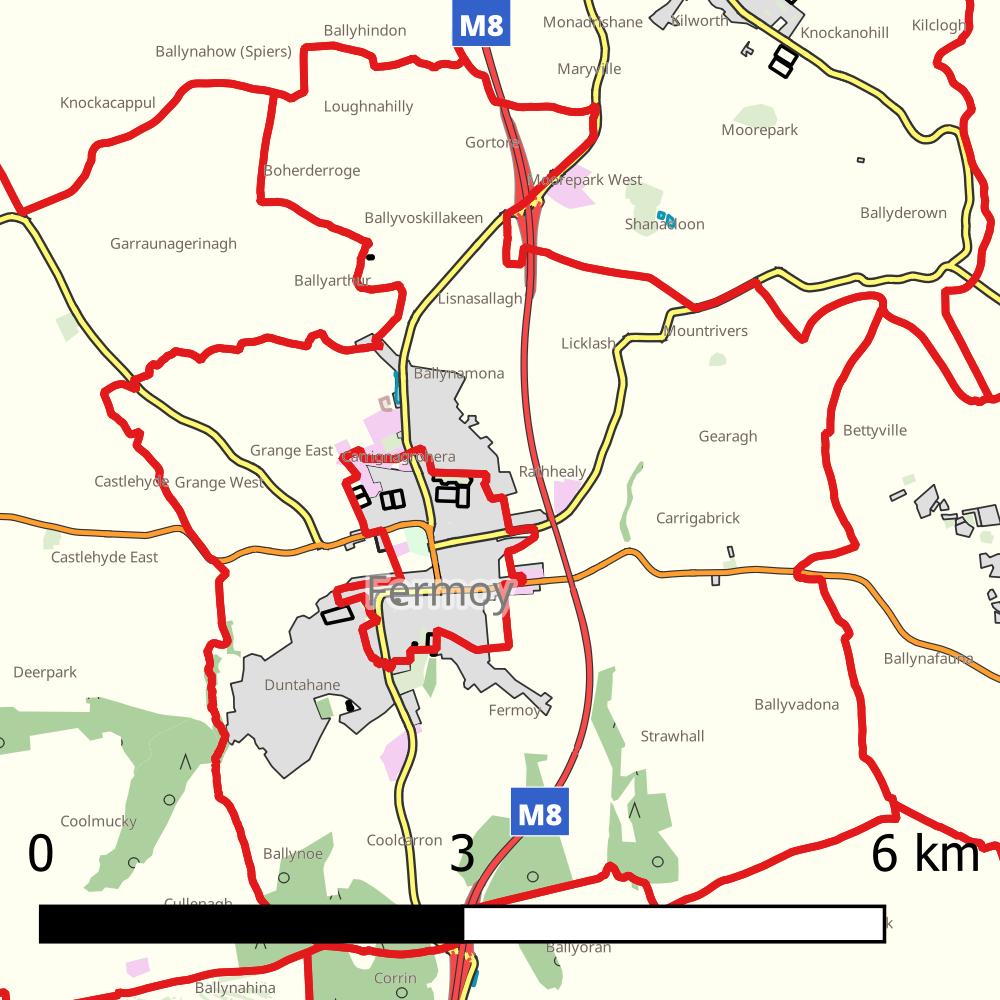 M8
Monadrishane
Kilworth
Kilclogh
Ballyhindon
Knockanohill
Ballynahow (Spiers)
Maryville
Knockacappul
Loughnahilly
Moorepark
Gortore
Boherderroge
Moorepark West
Ballyvoskillakeen
Ballyderown
Shanacloon
Garraunagerinagh
Ballyarthur
Lisnasallagh
Mountrivers
Licklash
Ballynamona
Bettyville
Gearagh
Grange East
Carrignagrohera
Rathhealy
Castlehyde
Grange West
Carrigabrick
Castlehyde East
Fermoy
Ballynafauna
Deerpark
Duntahane
Ballyvadona
Fermoy
Strawhall
M8
Coolmucky
Coolcarron
0
3
6 km
Ballynoe
Cullenagh
Ballyoran
Corrin
Ballynahina